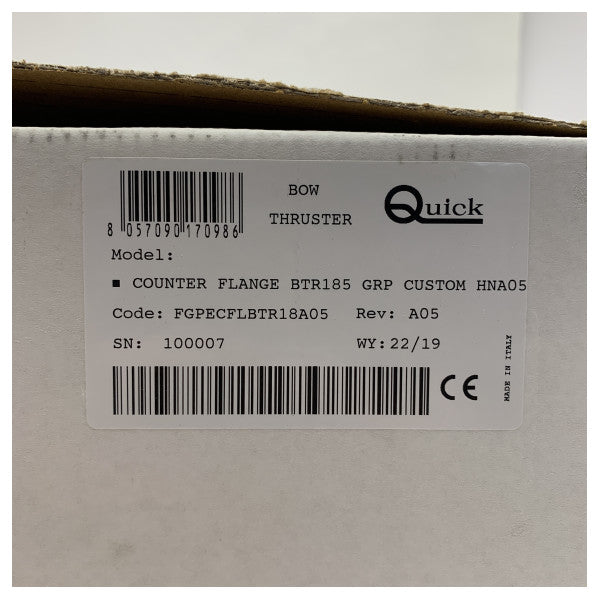 BOW
THRUSTER
Quick
8 057090 170986
Model:
■ COUNTER FLANGE BTR185 GRP CUSTOM HNA05
Code: FGPECFLBTR18A05 Rev: A05
SN: 100007 WY: 22/19
CE
MADE IN ITALY